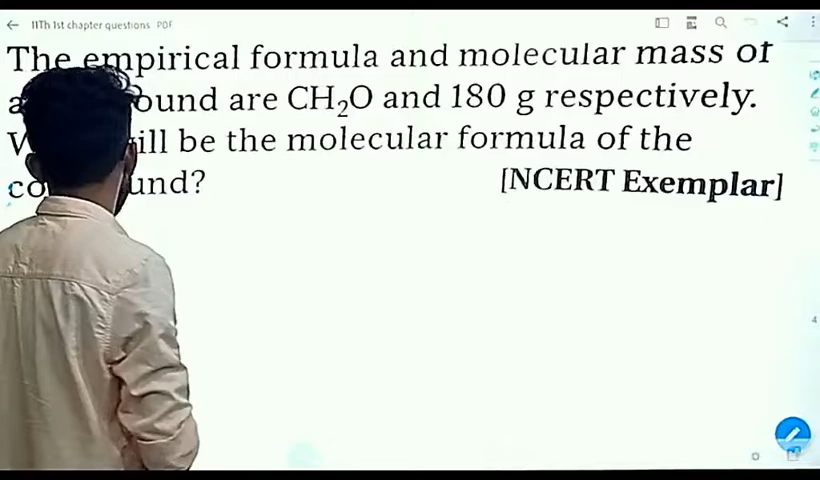 11Th 1st chapter questions PDF
The empirical formula and molecular mass of
ound are CH₂O and 180 g respectively.
ill be the molecular formula of the
co und?
[NCERT Exemplar]
4